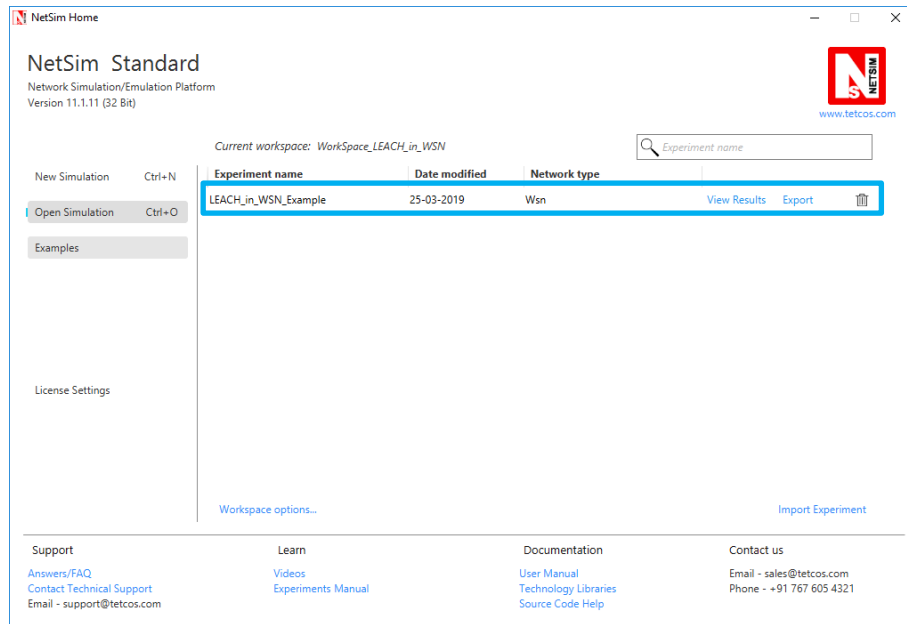 NetSim Home
NetSim Standard
Network Simulation/Emulation Platform
Version 11.1.11 (32 Bit)
NETSIM
www.tetcos.com
Current workspace: WorkSpace_LEACH_in_WSN
Experiment name
New Simulation Ctrl+N
Open Simulation Ctrl+O
Examples
License Settings
Experiment name Date modified Network type
LEACH_in_WSN_Example 25-03-2019 Wsn View Results Export
Workspace options... Import Experiment
Support
Answers/FAQ
Contact Technical Support
Email - support@tetcos.com
Learn
Videos
Experiments Manual
Documentation
User Manual
Technology Libraries
Source Code Help
Contact us
Email - sales@tetcos.com
Phone - +91 767 605 4321